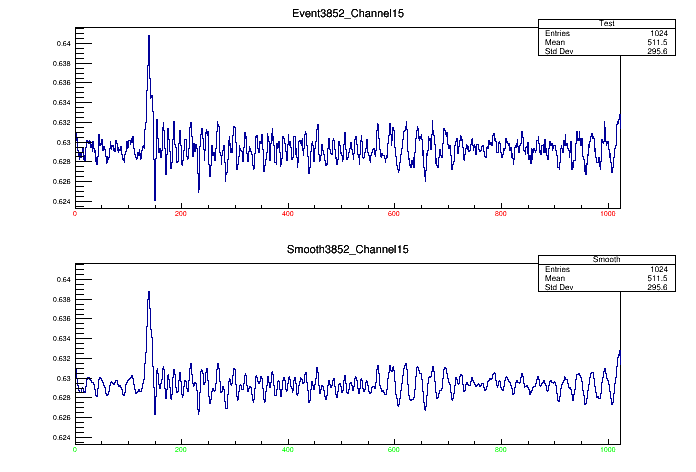 Event3852_Channel15
Test
Entries 1024
Mean 511.5
Std Dev 295.6
0.64
0.638
0.636
0.634
0.632
0.63
0.628
0.626
0.624
0 200 400 600 800 1000
Smooth3852_Channel15
Smooth
Entries 1024
Mean 511.5
Std Dev 295.6
0.64
0.638
0.636
0.634
0.632
0.63
0.628
0.626
0.624
0 200 400 600 800 1000